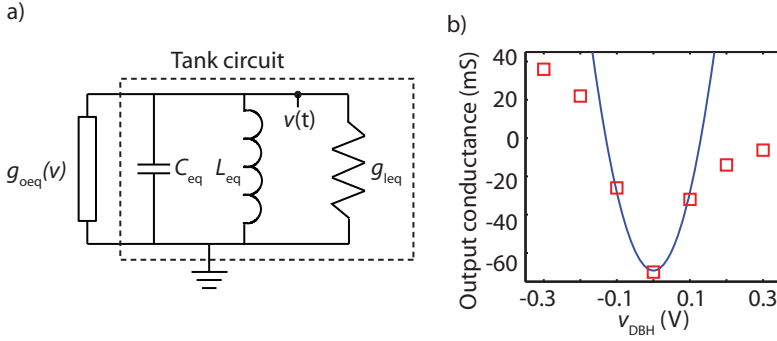 a)
Tank circuit
v(t)
g_oeq(v)
C_eq
L_eq
g_leq
b)
Output conductance (mS)
40
20
0
-20
-40
-60
-0.3
-0.1
0.1
0.3
v_DBH (V)